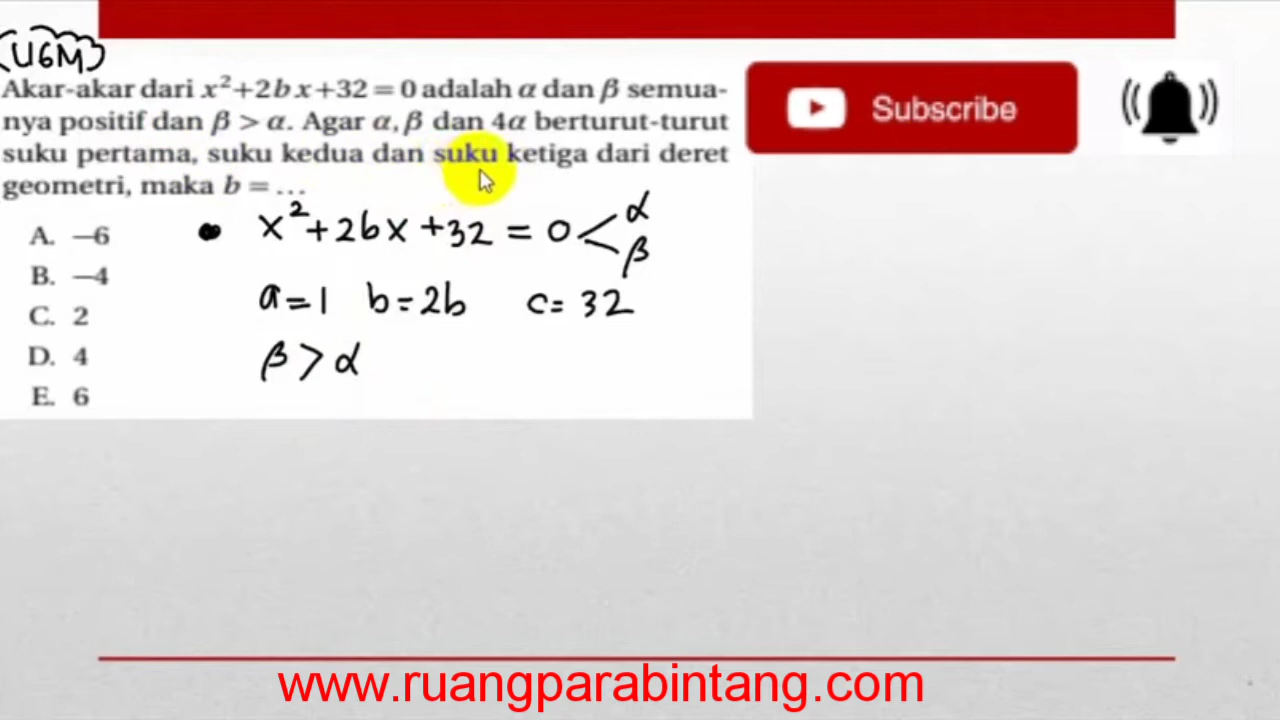 (UGM)
Akar-akar dari x²+2bx+32=0 adalah α dan β semua-
nya positif dan β > α. Agar α, β dan 4α berturut-turut
suku pertama, suku kedua dan suku ketiga dari deret
geometri, maka b = …
A. –6
B. –4
C. 2
D. 4
E. 6
x² + 2bx + 32 = 0 < α
β
a = 1 b = 2b c = 32
β > α
Subscribe
www.ruangparabintang.com